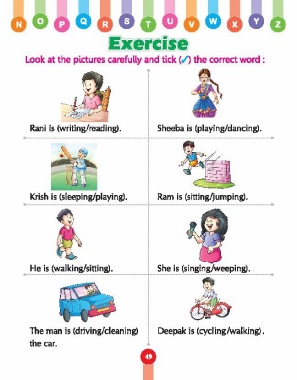 N O P Q R S T U V W X Y Z
Exercise
Look at the pictures carefully and tick (✓) the correct word :
Rani is (writing/reading).
Sheeba is (playing/dancing).
Krish is (sleeping/playing).
Ram is (sitting/jumping).
He is (walking/sitting).
She is (singing/weeping).
The man is (driving/cleaning)
the car.
Deepak is (cycling/walking).
49